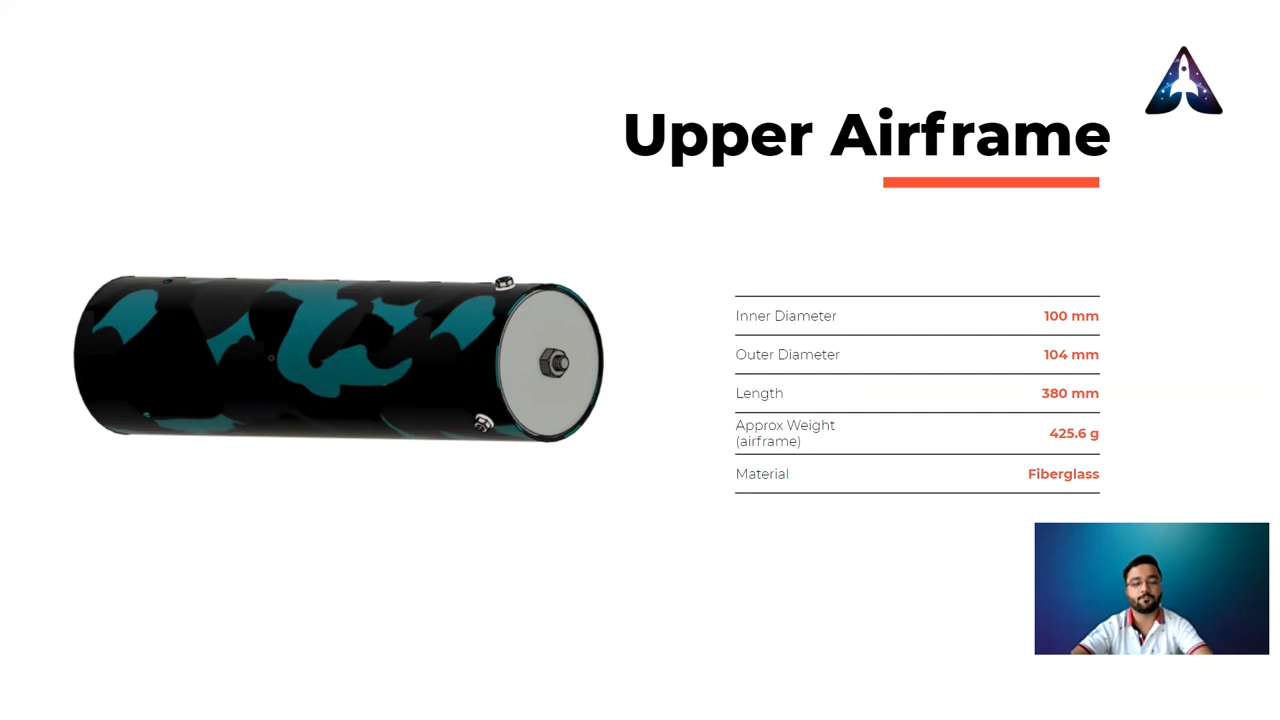 Upper Airframe
Inner Diameter 100 mm
Outer Diameter 104 mm
Length 380 mm
Approx Weight
(airframe) 425.6 g
Material Fiberglass